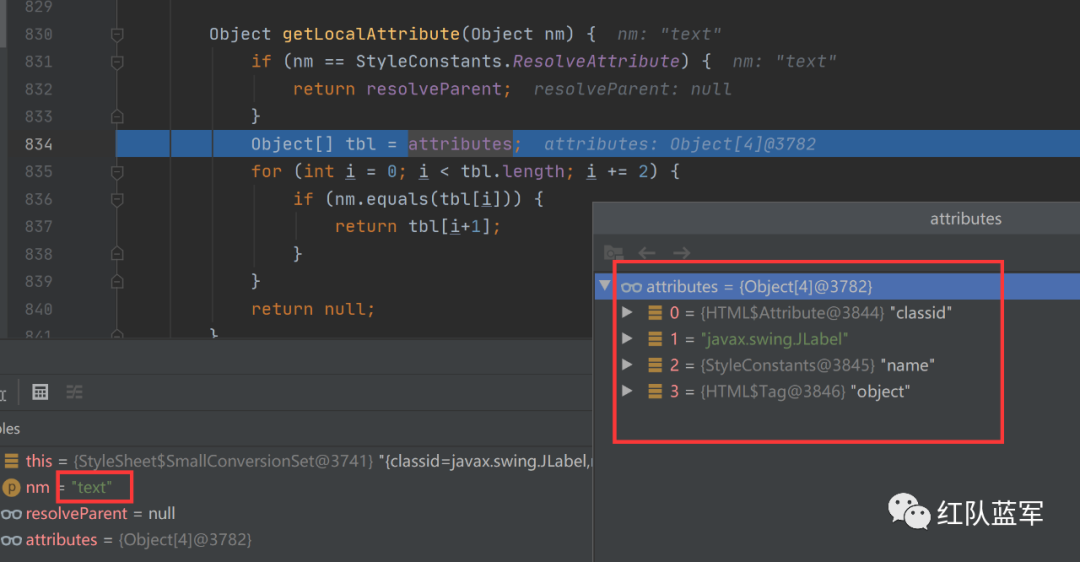 829
830 Object getLocalAttribute(Object nm) { nm: "text"
831 if (nm == StyleConstants.ResolveAttribute) { nm: "text"
832 return resolveParent; resolveParent: null
833 }
834 Object[] tbl = attributes; attributes: Object[4]@3782
835 for (int i = 0; i < tbl.length; i += 2) {
836 if (nm.equals(tbl[i])) {
837 return tbl[i+1];
838 }
839 }
840 return null;
841 }
attributes
attributes = {Object[4]@3782}
0 = {HTML$Attribute@3844} "classid"
1 = "javax.swing.JLabel"
2 = {StyleConstants@3845} "name"
3 = {HTML$Tag@3846} "object"
this = {StyleSheet$SmallConversionSet@3741} "{classid=javax.swing.JLabel,
p nm = "text"
resolveParent = null
attributes = {Object[4]@3782}
红队蓝军